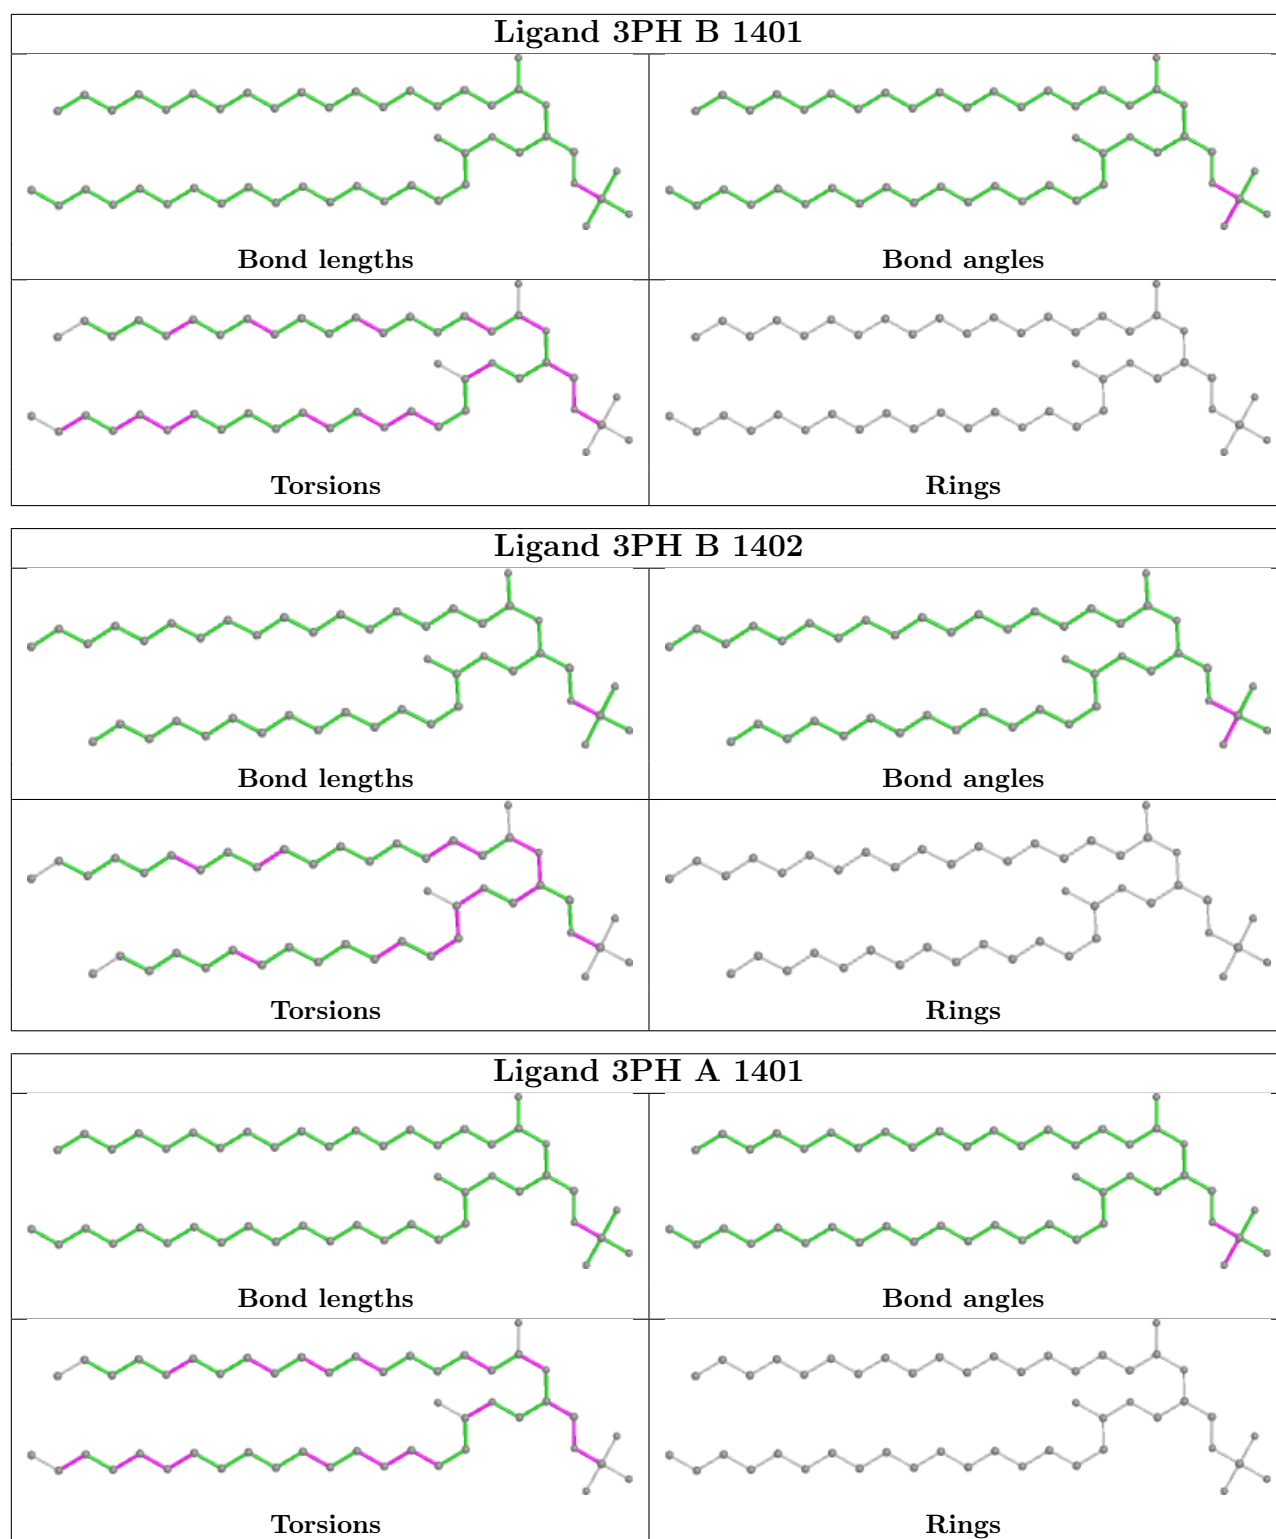 Ligand 3PH B 1401
Bond lengths
Bond angles
Torsions
Rings
Ligand 3PH B 1402
Bond lengths
Bond angles
Torsions
Rings
Ligand 3PH A 1401
Bond lengths
Bond angles
Torsions
Rings